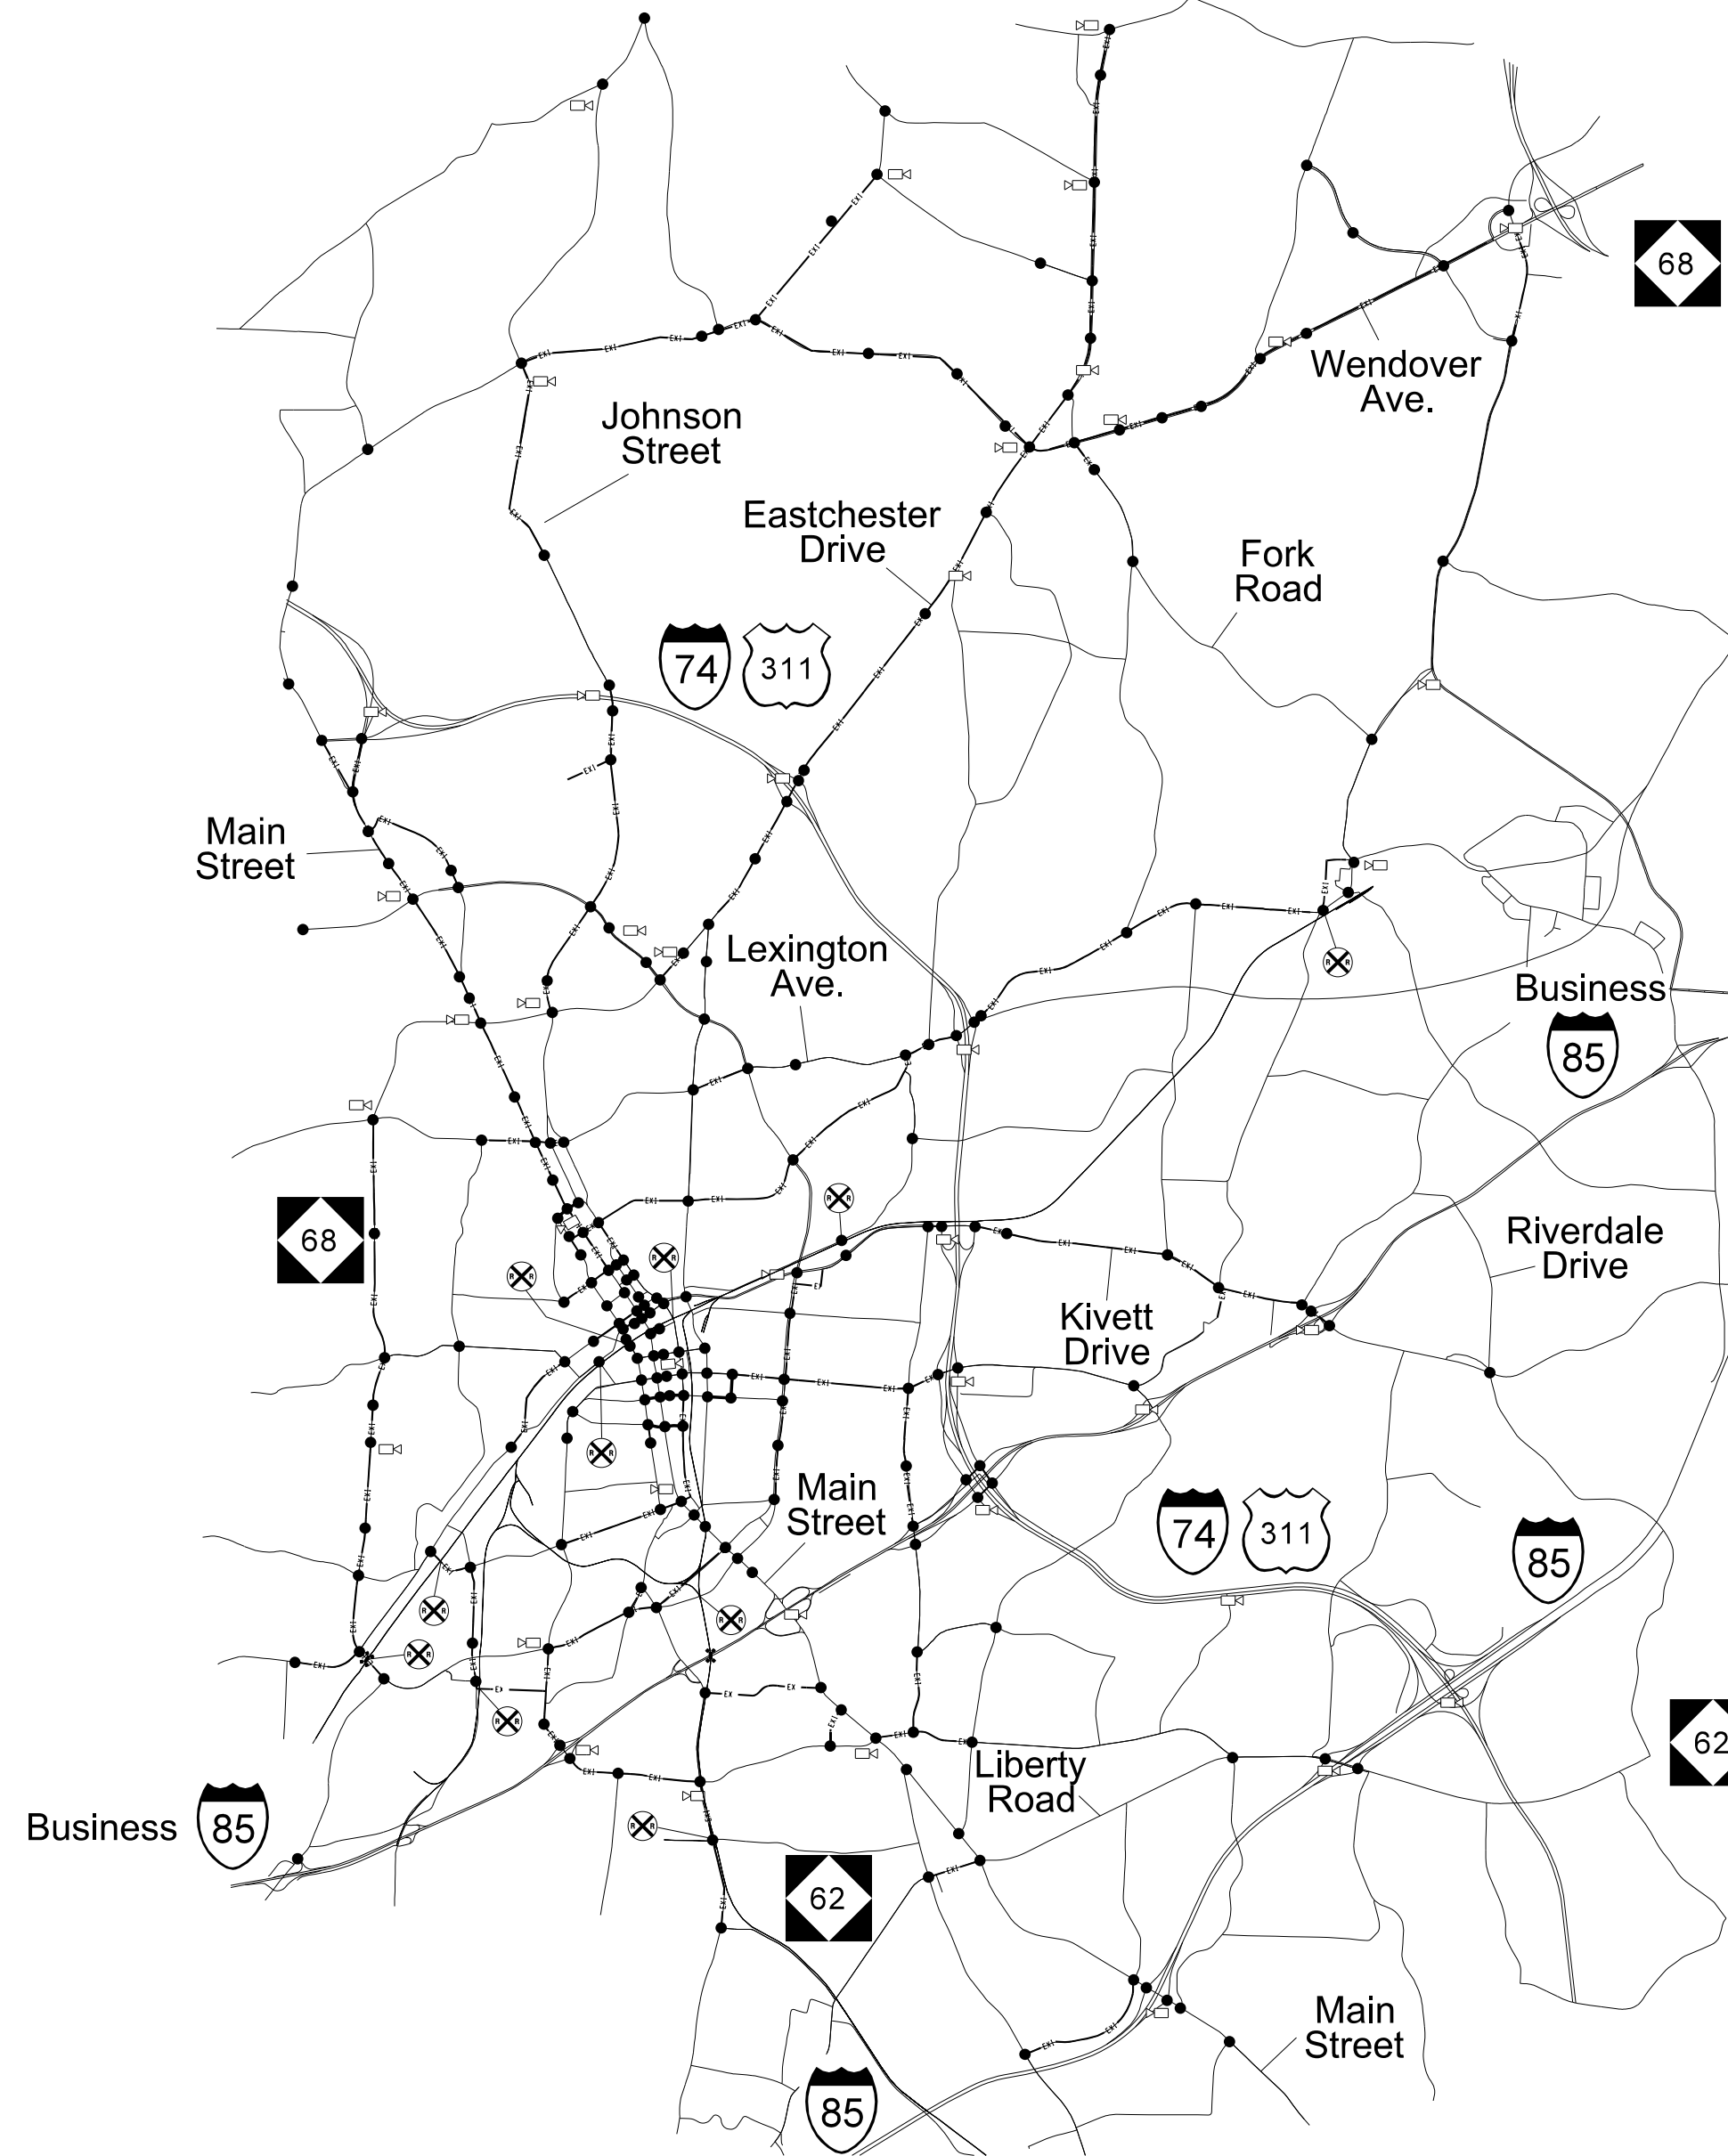 68
Wendover
Ave.
Johnson
Street
Eastchester
Drive
Fork
Road
74
311
Main
Street
Lexington
Ave.
Business
85
68
Riverdale
Drive
Kivett
Drive
Main
Street
74
311
85
62
Liberty
Road
Business
85
62
Main
Street
85